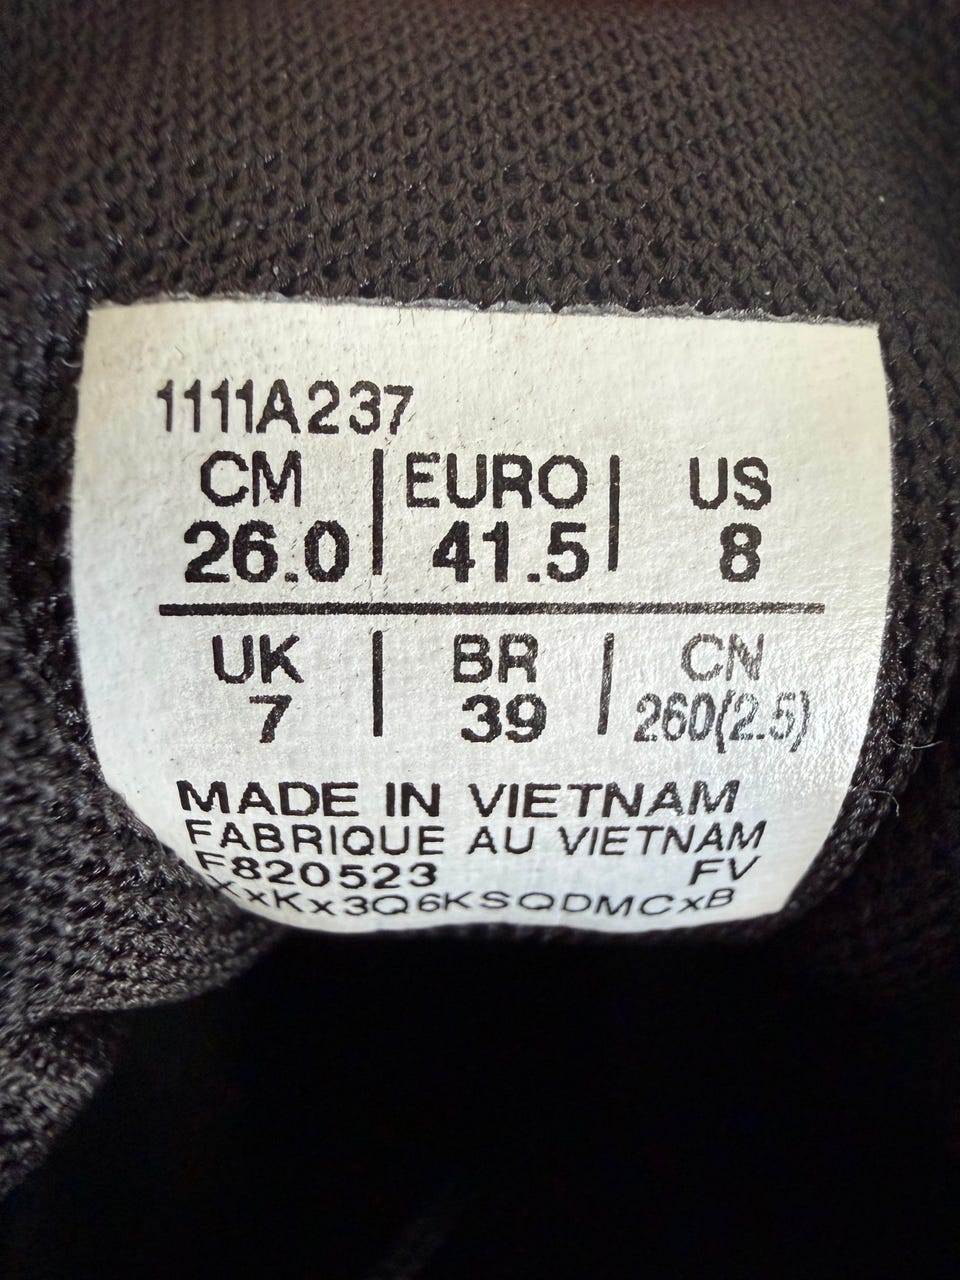 1111A237
CM | EURO | US
26.0 | 41.5 | 8
UK | BR | CN
7 | 39 | 260(2.5)
MADE IN VIETNAM
FABRIQUE AU VIETNAM
F820523 FV
XxKx3Q6KSQDMCxB